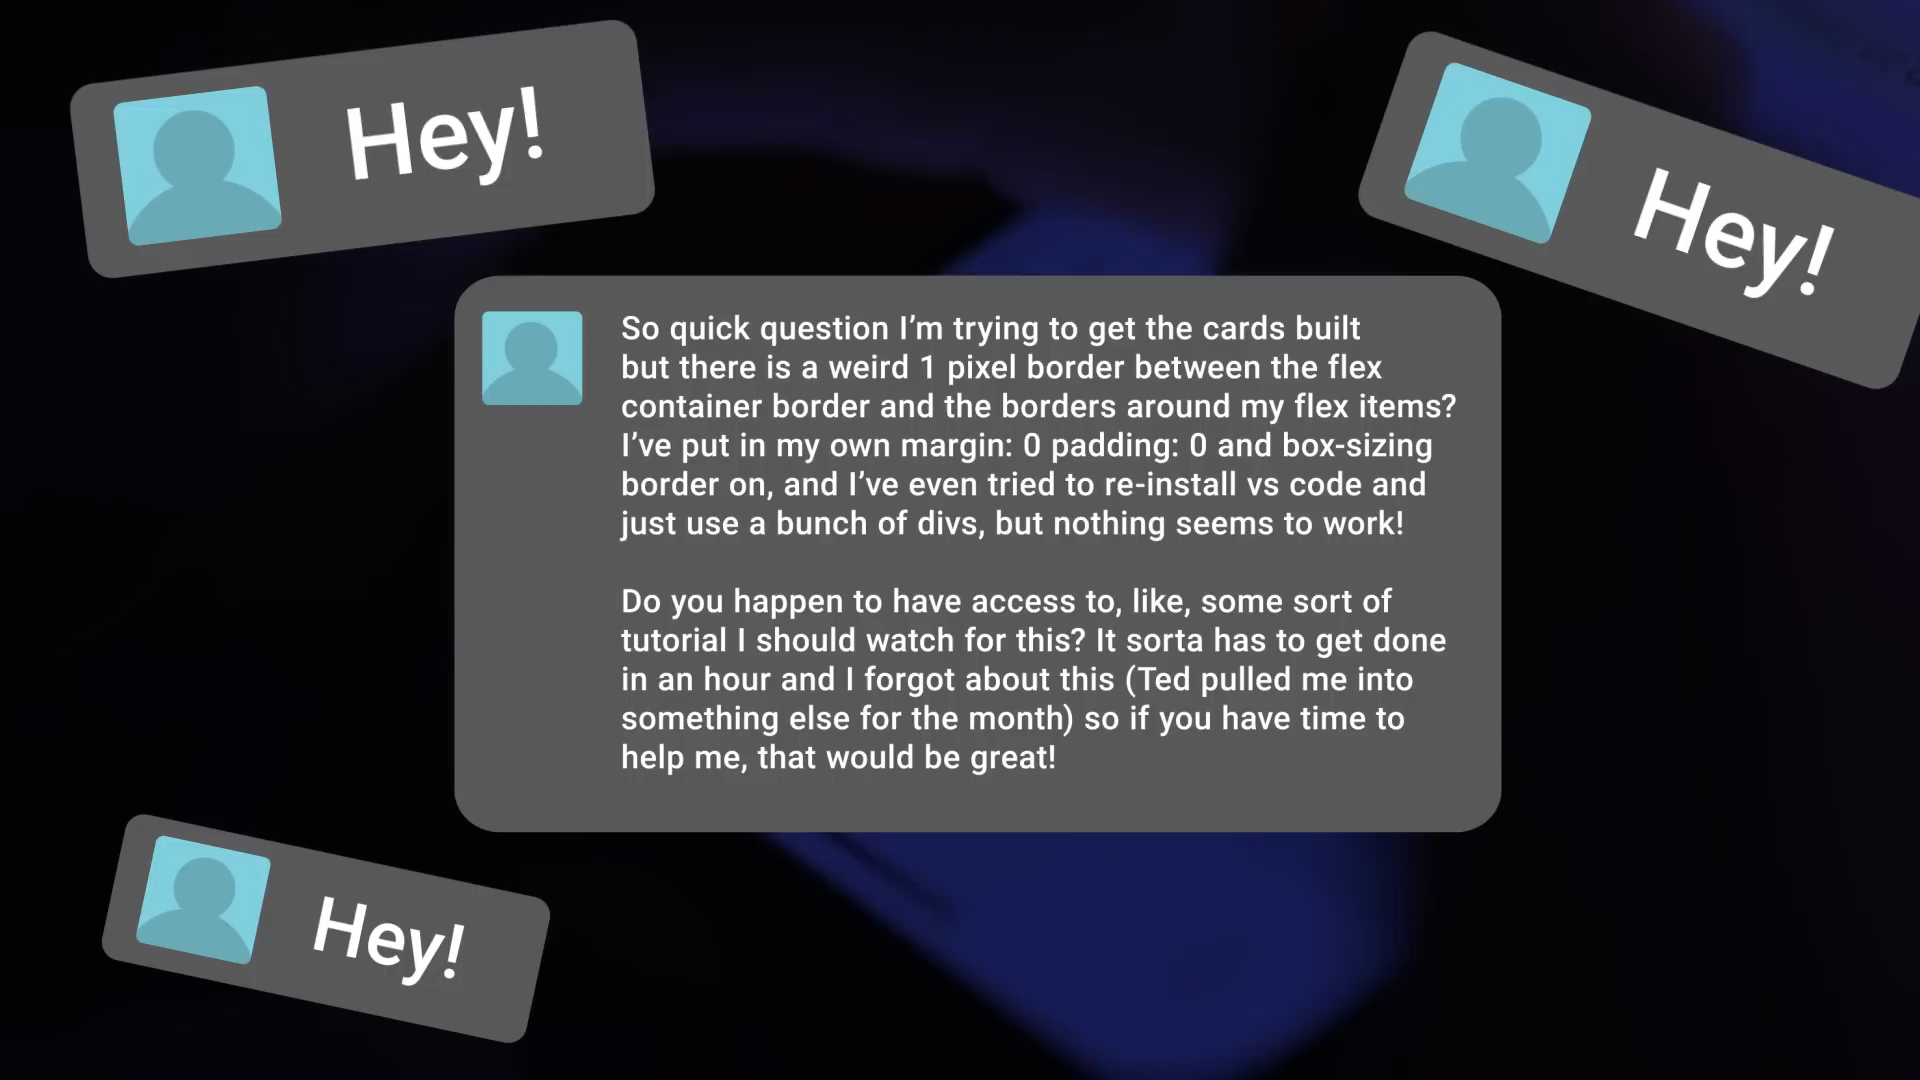 Hey!
Hey!
So quick question I’m trying to get the cards built
but there is a weird 1 pixel border between the flex
container border and the borders around my flex items?
I’ve put in my own margin: 0 padding: 0 and box-sizing
border on, and I’ve even tried to re-install vs code and
just use a bunch of divs, but nothing seems to work!
Do you happen to have access to, like, some sort of
tutorial I should watch for this? It sorta has to get done
in an hour and I forgot about this (Ted pulled me into
something else for the month) so if you have time to
help me, that would be great!
Hey!